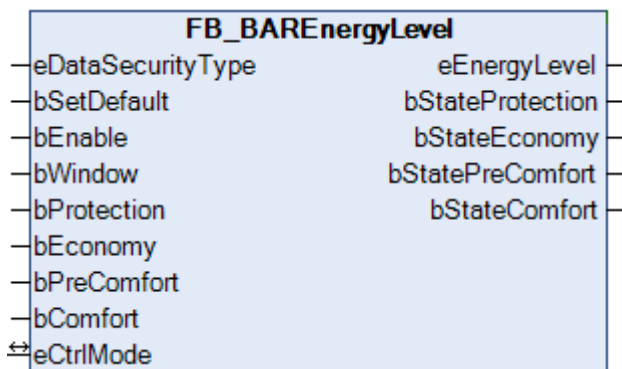 FB_BAREnergyLevel
eDataSecurityType eEnergyLevel
bSetDefault bStateProtection
bEnable bStateEconomy
bWindow bStatePreComfort
bProtection bStateComfort
bEconomy
bPreComfort
bComfort
eCtrlMode